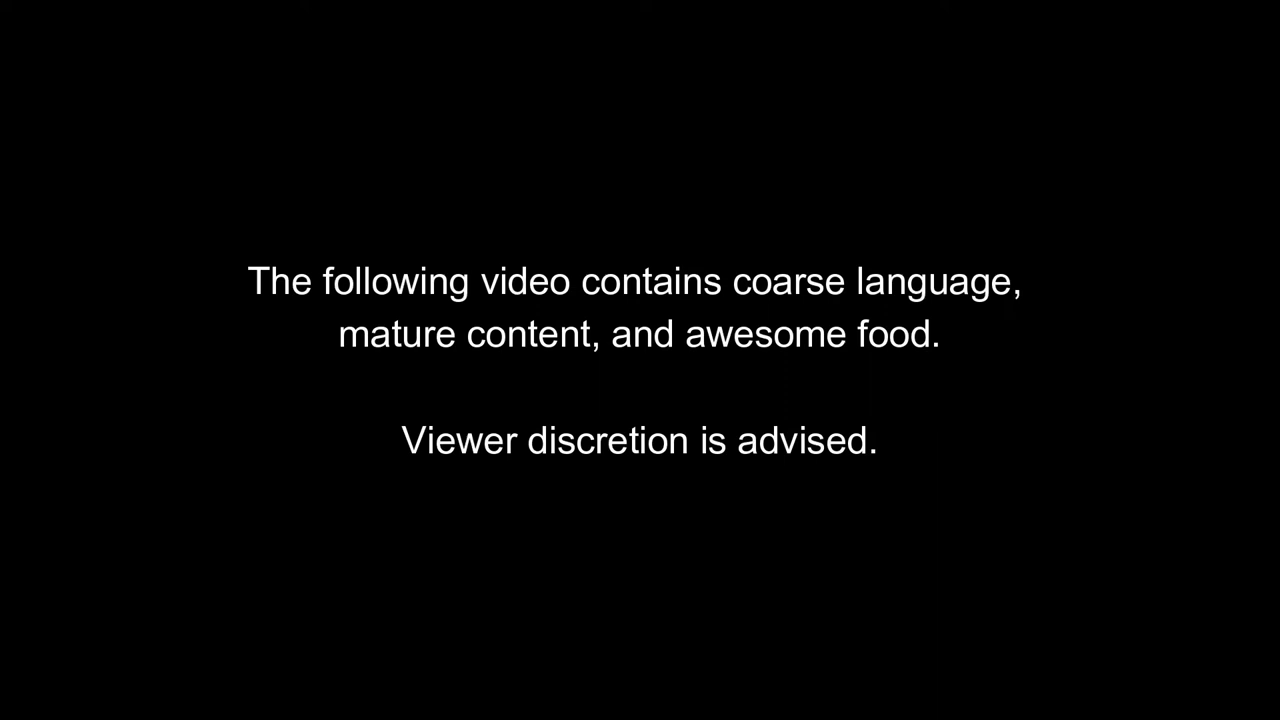 The following video contains coarse language,
mature content, and awesome food.
Viewer discretion is advised.